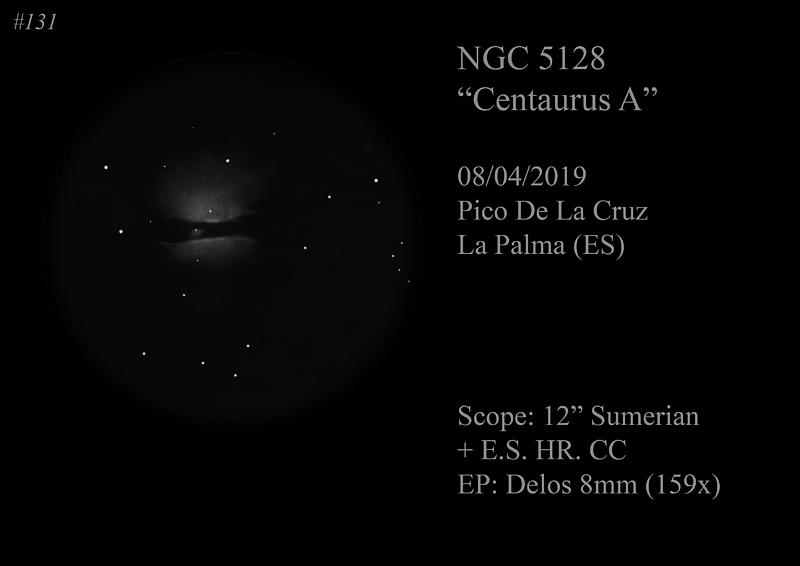 #131
NGC 5128
“Centaurus A”
08/04/2019
Pico De La Cruz
La Palma (ES)
Scope: 12” Sumerian
+ E.S. HR. CC
EP: Delos 8mm (159x)